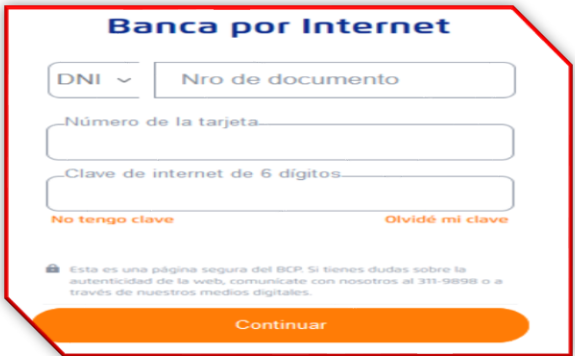 Banca por Internet
DNI Nro de documento
Número de la tarjeta
Clave de internet de 6 dígitos
No tengo clave Olvidé mi clave
Esta es una página segura del BCP. Si tienes dudas sobre la
autenticidad de la web, comunícate con nosotros al 311-9898 o a
través de nuestros medios digitales.
Continuar